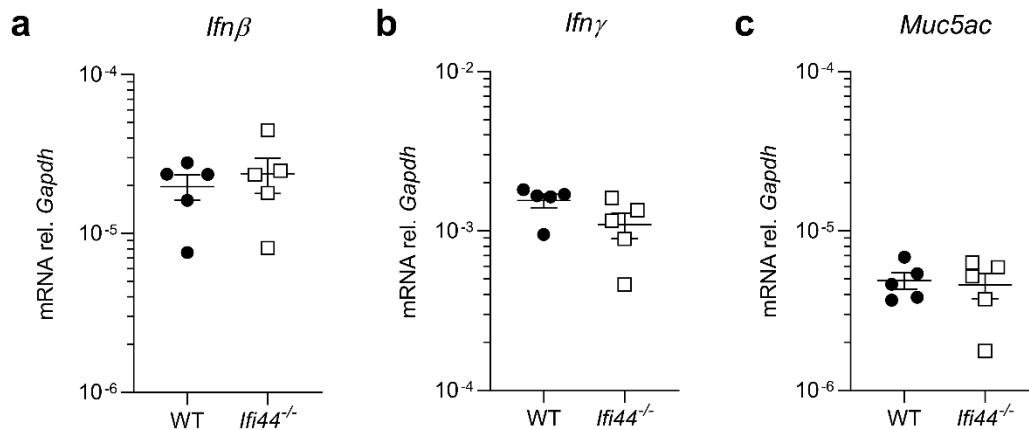 a
Ifnβ
mRNA rel. Gapdh
10⁻⁴
10⁻⁵
10⁻⁶
WT
Ifi44⁻/⁻
b
Ifnγ
10⁻²
10⁻³
10⁻⁴
WT
Ifi44⁻/⁻
mRNA rel. Gapdh
c
Muc5ac
mRNA rel. Gapdh
10⁻⁴
10⁻⁵
10⁻⁶
WT
Ifi44⁻/⁻